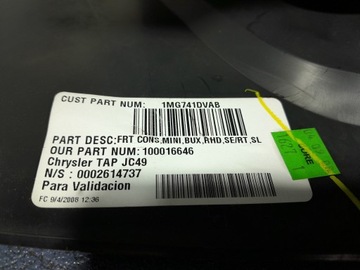 CUST PART NUM: 1MG741DVAB
PART DESC:FRT CONS,MINI,BUX,RHD,SE/RT,SL
OUR PART NUM:100016646
Chrysler TAP JC49
N/S : 0002614737
Para Validacion
FC 9/4/2008 12:36